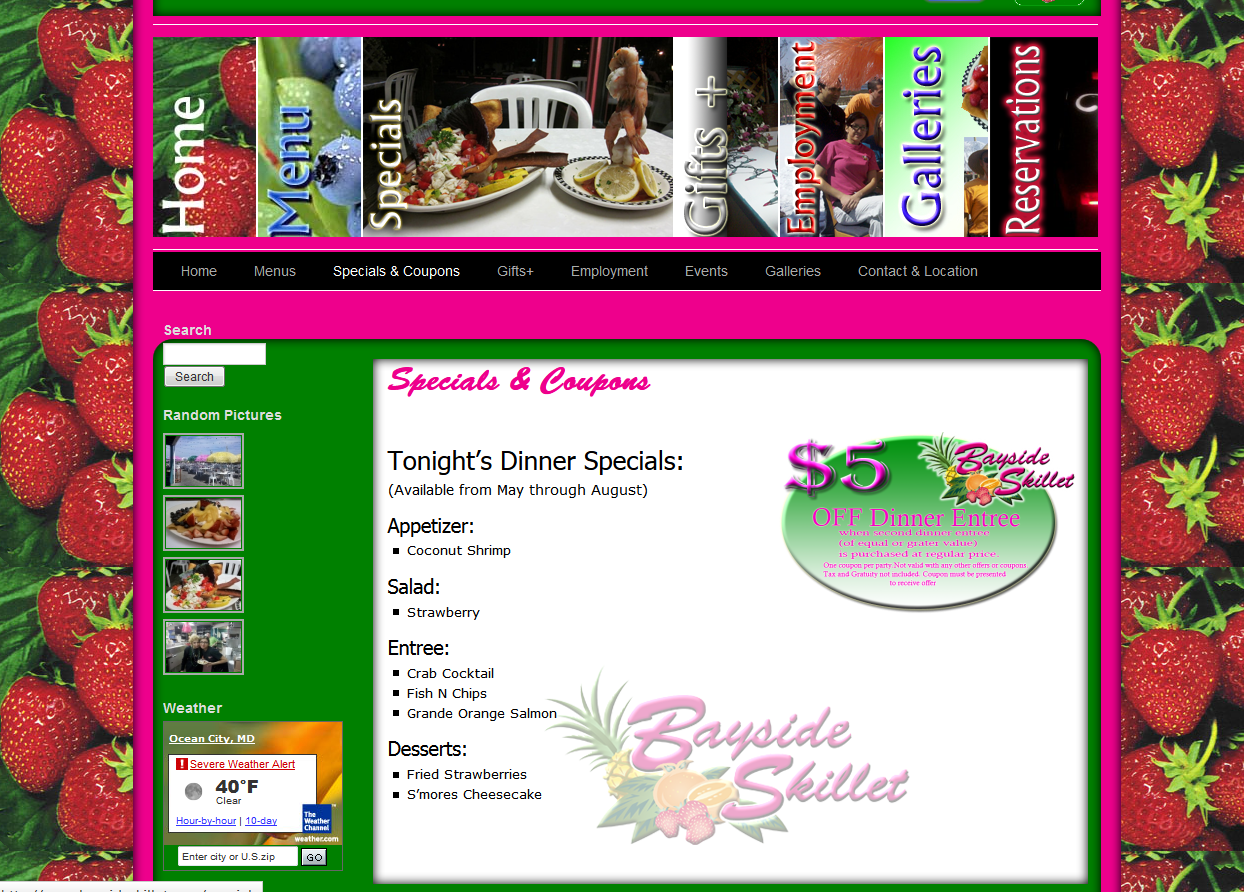 Home
Menu
Specials
Gifts +
Employment
Galleries
Reservations
Home Menus Specials & Coupons Gifts+ Employment Events Galleries Contact & Location
Search
Search
Random Pictures
Weather
Ocean City, MD
! Severe Weather Alert
40°F
Clear
Hour-by-hour | 10-day
The
Weather
Channel
weather.com
Enter city or U.S.zip GO
Specials & Coupons
Tonight's Dinner Specials:
(Available from May through August)
Appetizer:
Coconut Shrimp
Salad:
Strawberry
Entree:
Crab Cocktail
Fish N Chips
Grande Orange Salmon
Desserts:
Fried Strawberries
S'mores Cheesecake
$5
Bayside
Skillet
OFF Dinner Entree
when second dinner entree
(of equal or grater value)
is purchased at regular price.
One coupon per party.Not valid with any other offers or coupons.
Tax and Gratuity not included. Coupon must be presented
to receive offer
Bayside
Skillet